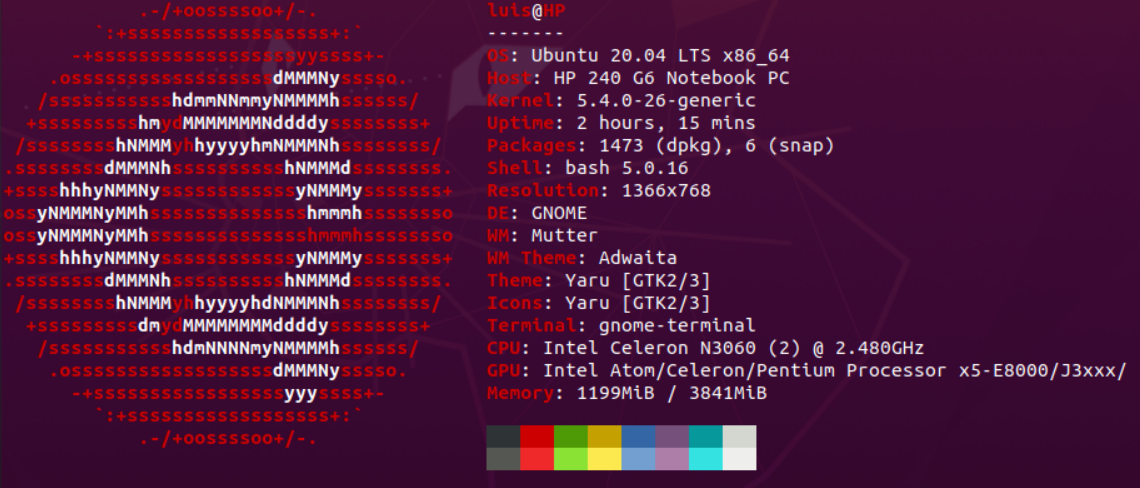 .-/+oossssoo+/-.
`:+ssssssssssssssssss+:`
-+ssssssssssssssssssyyssss+-
.ossssssssssssssssssdMMMNysssso.
/ssssssssssshdmmNNmmyNMMMMhssssss/
+ssssssssshmydMMMMMMMNddddyssssssss+
/sssssssshNMMMyhhyyyyhmNMMMNhssssssss/
.ssssssssdMMMNhsssssssssshNMMMdssssssss.
+sssshhhyNMMNyssssssssssssyNMMMysssssss+
ossyNMMMNyMMhsssssssssssssshmmmhssssssso
ossyNMMMNyMMhsssssssssssssshmmmhssssssso
+sssshhhyNMMNyssssssssssssyNMMMysssssss+
.ssssssssdMMMNhsssssssssshNMMMdssssssss.
/sssssssshNMMMyhhyyyyhdNMMMNhssssssss/
+sssssssssdmydMMMMMMMMddddyssssssss+
/ssssssssssshdmNNNNmyNMMMMhssssss/
.ossssssssssssssssssdMMMNysssso.
-+sssssssssssssssssyyyssss+-
`:+ssssssssssssssssss+:`
.-/+oossssoo+/-.
luis@HP
-------
OS: Ubuntu 20.04 LTS x86_64
Host: HP 240 G6 Notebook PC
Kernel: 5.4.0-26-generic
Uptime: 2 hours, 15 mins
Packages: 1473 (dpkg), 6 (snap)
Shell: bash 5.0.16
Resolution: 1366x768
DE: GNOME
WM: Mutter
WM Theme: Adwaita
Theme: Yaru [GTK2/3]
Icons: Yaru [GTK2/3]
Terminal: gnome-terminal
CPU: Intel Celeron N3060 (2) @ 2.480GHz
GPU: Intel Atom/Celeron/Pentium Processor x5-E8000/J3xxx/
Memory: 1199MiB / 3841MiB